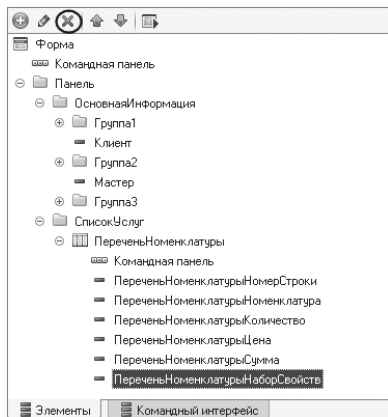 Форма
Командная панель
Панель
ОсновнаяИнформация
Группа1
Клиент
Группа2
Мастер
Группа3
СписокУслуг
ПереченьНоменклатуры
Командная панель
ПереченьНоменклатурыНомерСтроки
ПереченьНоменклатурыНоменклатура
ПереченьНоменклатурыКоличество
ПереченьНоменклатурыЦена
ПереченьНоменклатурыСумма
ПереченьНоменклатурыНаборСвойств
Элементы Командный интерфейс